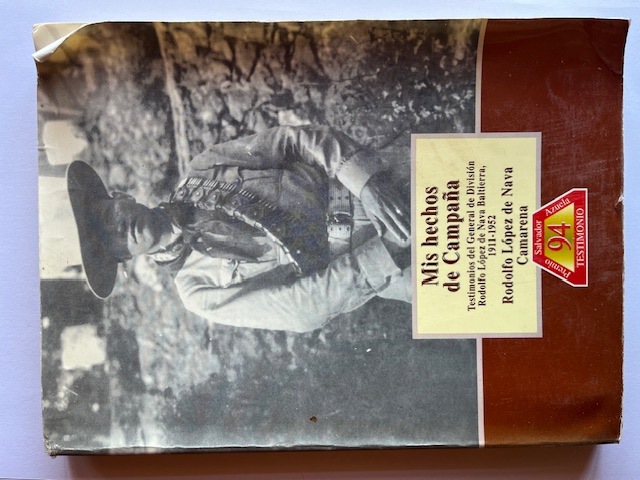 Mis hechos
de Campaña
Testimonios del General de División
Rodolfo López de Nava Baltierra,
1911-1952
Rodolfo López de Nava
Camarena
Premio Salvador Azuela
94
TESTIMONIO